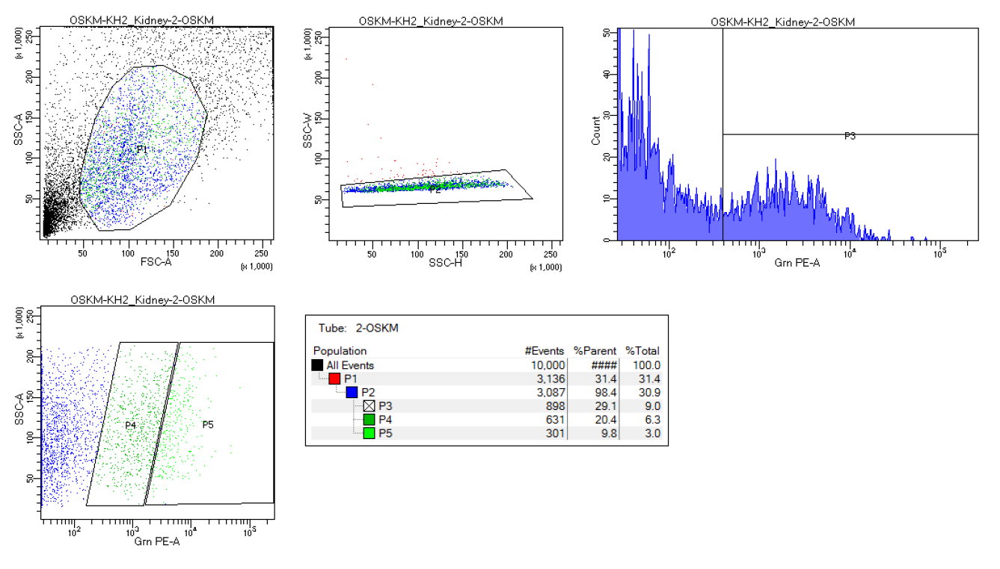 OSKM-KH2_Kidney-2-OSKM
(x 1,000)
250
200
150
100
50
SSC-A
P1
50 100 150 200 250
FSC-A
(x 1,000)
OSKM-KH2_Kidney-2-OSKM
(x 1,000)
250
200
150
100
50
SSC-W
P2
50 100 150 200 250
SSC-H
(x 1,000)
OSKM-KH2_Kidney-2-OSKM
50
40
30
20
10
0
Count
P3
10² 10³ 10⁴ 10⁵
Grn PE-A
OSKM-KH2_Kidney-2-OSKM
(x 1,000)
250
200
150
100
50
SSC-A
P4 P5
10² 10³ 10⁴ 10⁵
Grn PE-A
Tube: 2-OSKM
Population #Events %Parent %Total
All Events 10,000 #### 100.0
P1 3,136 31.4 31.4
P2 3,087 98.4 30.9
P3 898 29.1 9.0
P4 631 20.4 6.3
P5 301 9.8 3.0